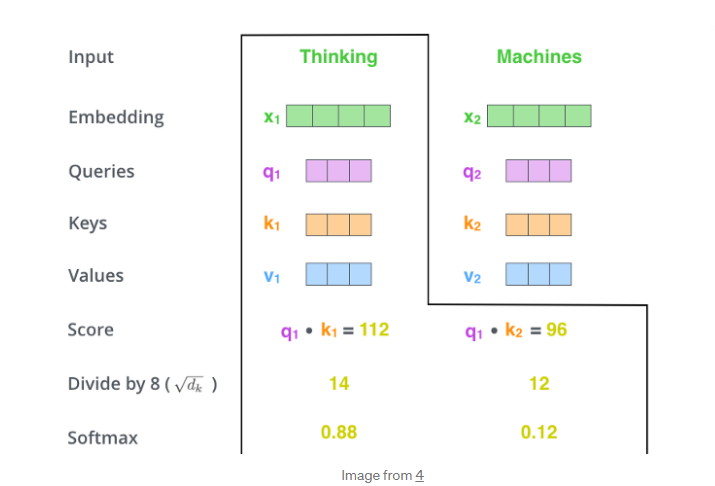 Input Thinking Machines
Embedding x₁ x₂
Queries q₁ q₂
Keys k₁ k₂
Values v₁ v₂
Score q₁ • k₁ = 112 q₁ • k₂ = 96
Divide by 8 ( √dₖ ) 14 12
Softmax 0.88 0.12
Image from 4